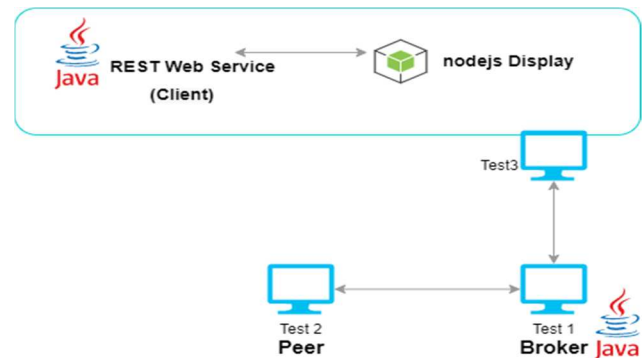 Java
REST Web Service
(Client)
nodejs Display
Test3
Test 2
Peer
Test 1
Broker
Java